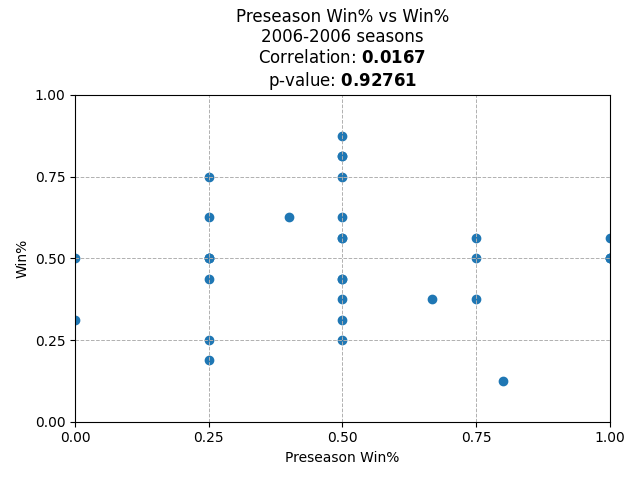 Preseason Win% vs Win%
2006-2006 seasons
Correlation: 0.0167
p-value: 0.92761
1.00
0.75
0.50
0.25
0.00
Win%
0.00 0.25 0.50 0.75 1.00
Preseason Win%